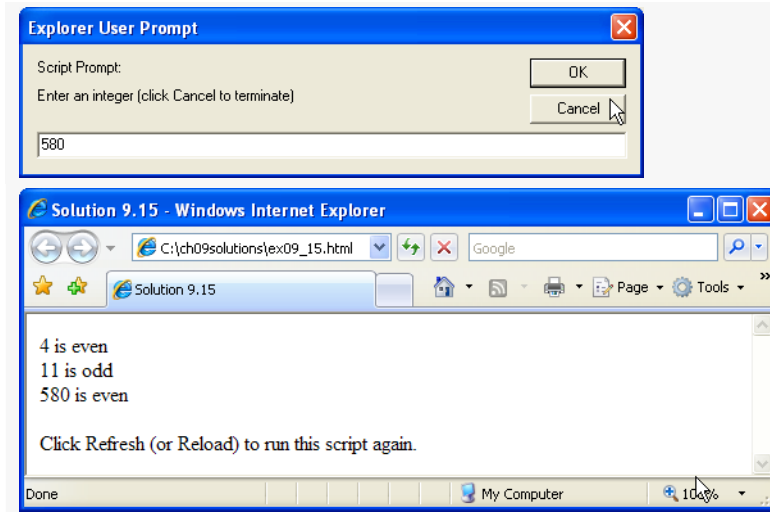 Explorer User Prompt
Script Prompt:
OK
Enter an integer (click Cancel to terminate)
Cancel
580
Solution 9.15 - Windows Internet Explorer
C:\ch09solutions\ex09_15.html
Google
Solution 9.15
Page
Tools
4 is even
11 is odd
580 is even
Click Refresh (or Reload) to run this script again.
Done
My Computer
100%